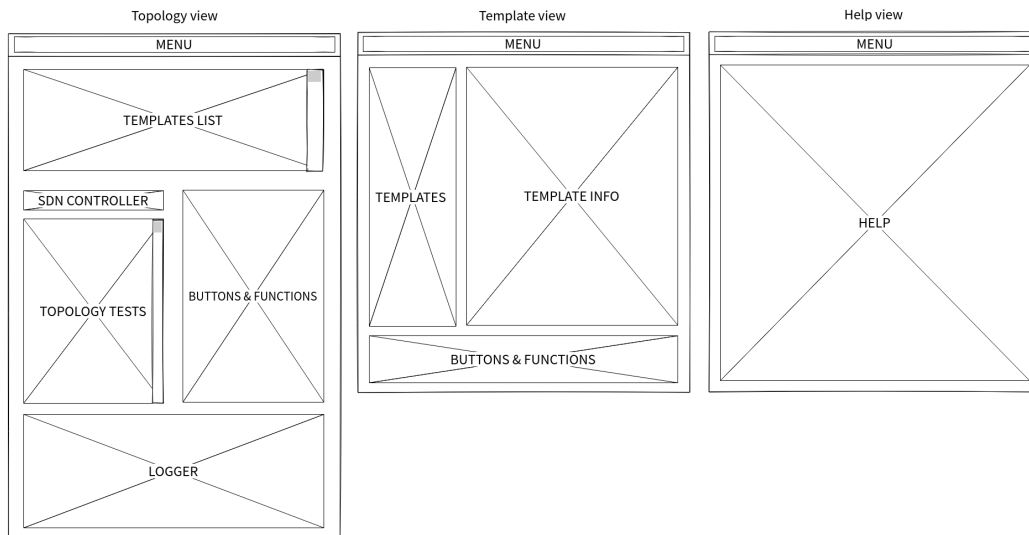 Topology view
MENU
TEMPLATES LIST
SDN CONTROLLER
TOPOLOGY TESTS
BUTTONS & FUNCTIONS
LOGGER
Template view
MENU
TEMPLATES
TEMPLATE INFO
BUTTONS & FUNCTIONS
Help view
MENU
HELP